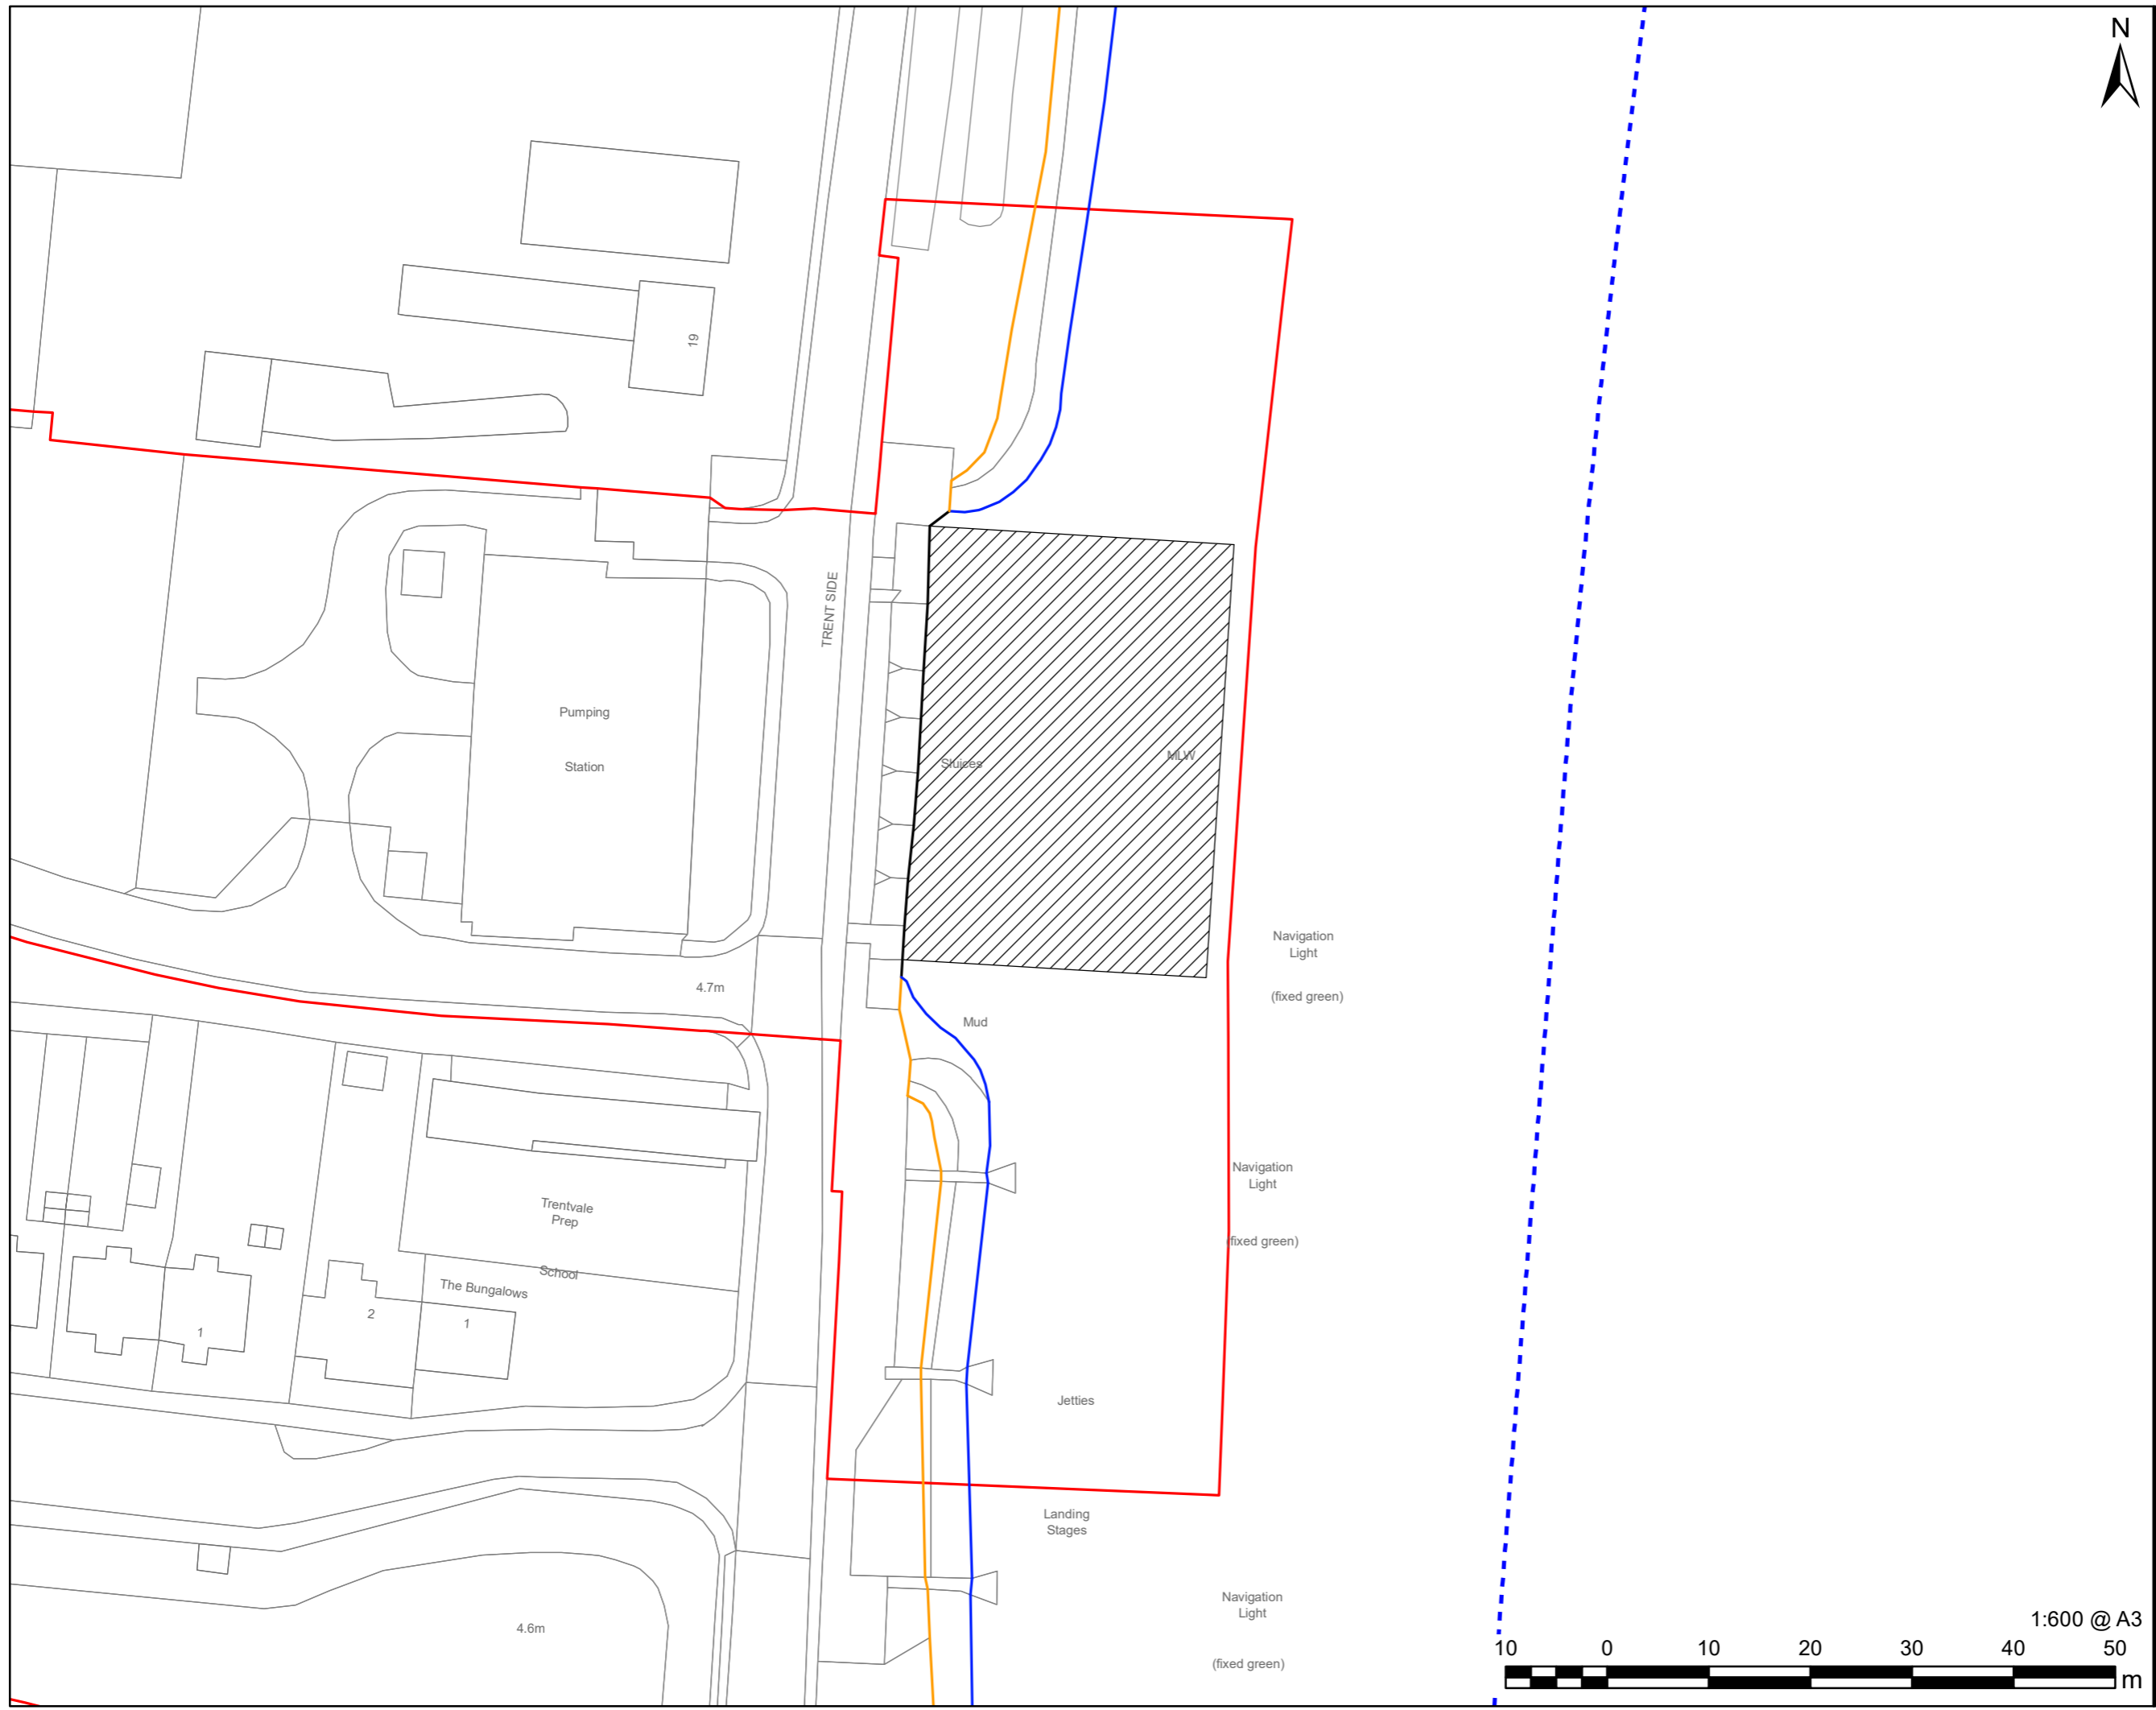 N
19
TRENT SIDE
Pumping
Station
Sluices
MLW
Navigation
Light
(fixed green)
4.7m
Mud
Navigation
Light
(fixed green)
Trentvale
Prep
School
The Bungalows
1
2
1
Jetties
Landing
Stages
Navigation
Light
(fixed green)
4.6m
1:600 @ A3
10 0 10 20 30 40 50
m